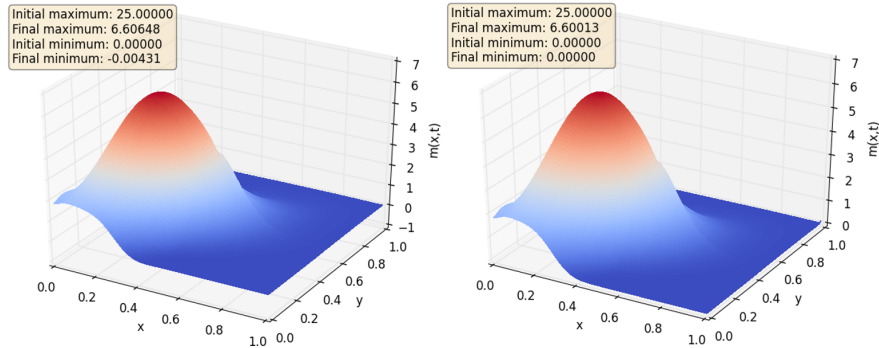 Initial maximum: 25.00000
Final maximum: 6.60648
Initial minimum: 0.00000
Final minimum: -0.00431
7
6
5
4
3
2
1
0
−1
m(x,t)
0.0
0.2
0.4
0.6
0.8
1.0
x
0.0
0.2
0.4
0.6
0.8
1.0
y
Initial maximum: 25.00000
Final maximum: 6.60013
Initial minimum: 0.00000
Final minimum: 0.00000
7
6
5
4
3
2
1
0
m(x,t)
0.0
0.2
0.4
0.6
0.8
1.0
x
0.0
0.2
0.4
0.6
0.8
1.0
y